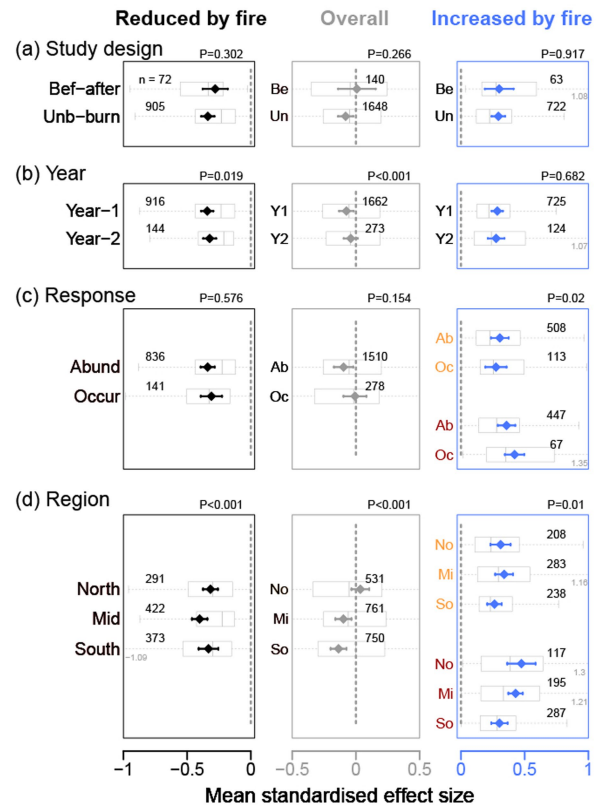 Reduced by fire Overall Increased by fire
(a) Study design
P=0.302 P=0.266 P=0.917
Bef-after n = 72 Be 140 Be 63
1.08
Unb-burn 905 Un 1648 Un 722
(b) Year
P=0.019 P<0.001 P=0.682
Year-1 916 Y1 1662 Y1 725
Year-2 144 Y2 273 Y2 124
1.07
(c) Response
P=0.576 P=0.154 P=0.02
Ab 508
Abund 836 Ab 1510 Oc 113
Occur 141 Oc 278
Ab 447
Oc 67
1.35
(d) Region
P<0.001 P<0.001 P=0.01
No 208
North 291 No 531 Mi 283
1.16
Mid 422 Mi 761 So 238
South 373 So 750
-1.09
No 117
1.3
Mi 195
1.21
So 287
-1 -0.5 0 -0.5 0 0.5 0 0.5 1
Mean standardised effect size